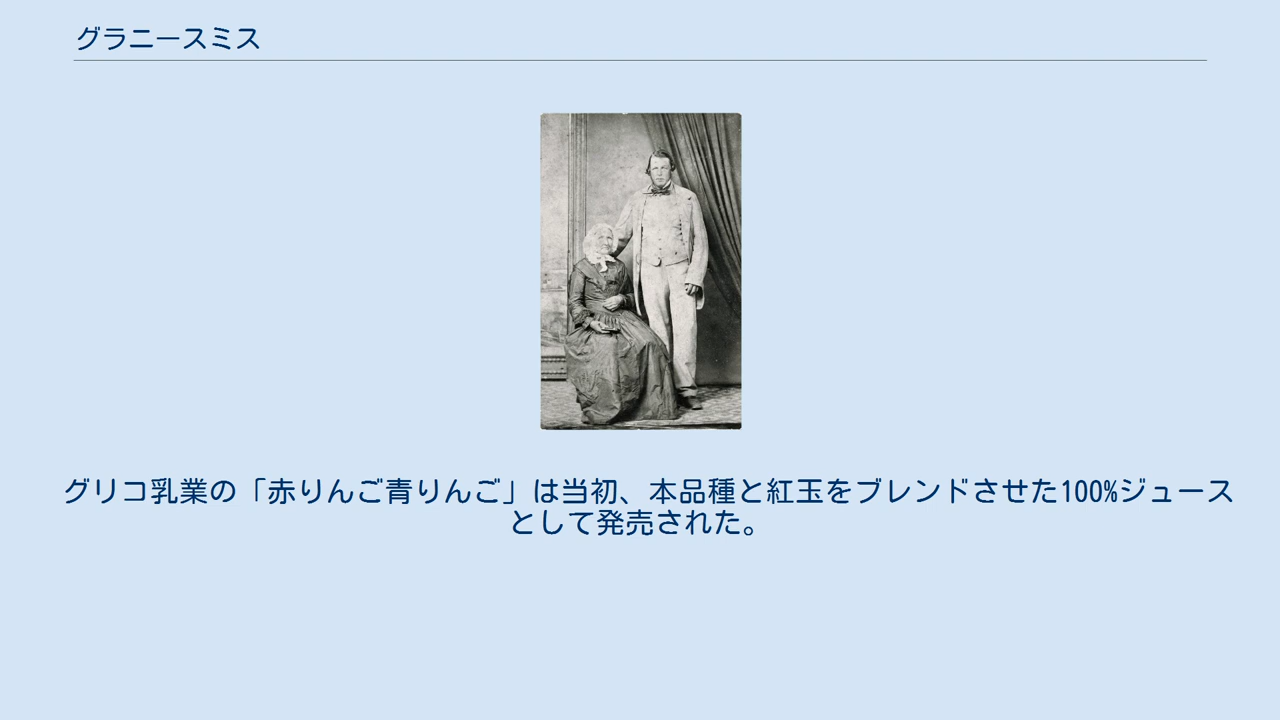 グラニースミス
グリコ乳業の「赤りんご青りんご」は当初、本品種と紅玉をブレンドさせた100%ジュース
として発売された。